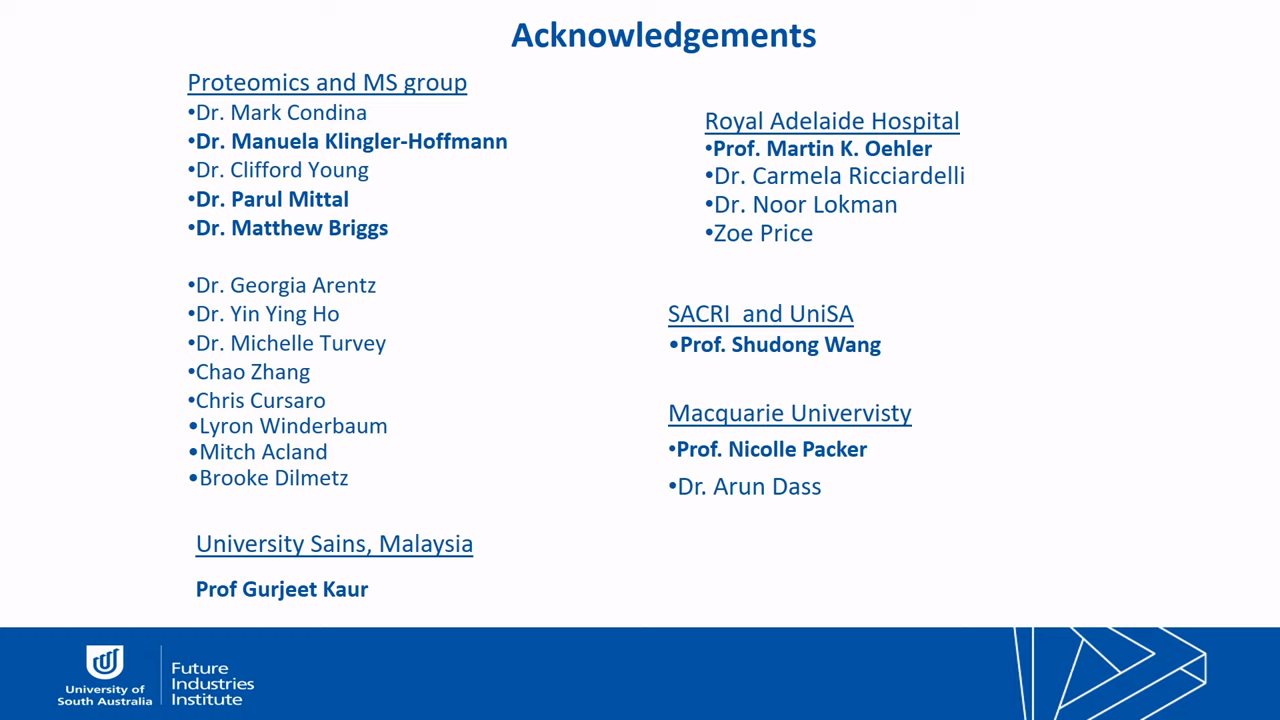 Acknowledgements
Proteomics and MS group
•Dr. Mark Condina
•Dr. Manuela Klingler-Hoffmann
•Dr. Clifford Young
•Dr. Parul Mittal
•Dr. Matthew Briggs
•Dr. Georgia Arentz
•Dr. Yin Ying Ho
•Dr. Michelle Turvey
•Chao Zhang
•Chris Cursaro
•Lyron Winderbaum
•Mitch Acland
•Brooke Dilmetz
University Sains, Malaysia
Prof Gurjeet Kaur
Royal Adelaide Hospital
•Prof. Martin K. Oehler
•Dr. Carmela Ricciardelli
•Dr. Noor Lokman
•Zoe Price
SACRI  and UniSA
•Prof. Shudong Wang
Macquarie Univervisty
•Prof. Nicolle Packer
•Dr. Arun Dass
University of
South Australia
Future
Industries
Institute